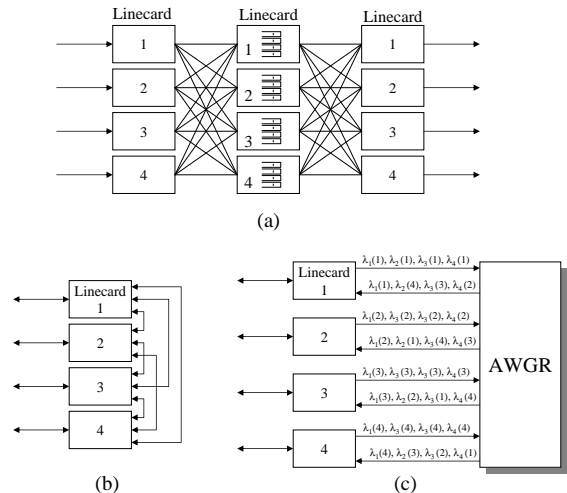 Linecard Linecard Linecard
1 1 1
2 2 2
3 3 3
4 4 4
(a)
Linecard
1
2
3
4
(b)
Linecard
1
λ₁(1), λ₂(1), λ₃(1), λ₄(1)
λ₁(1), λ₂(4), λ₃(3), λ₄(2)
2
λ₁(2), λ₃(2), λ₃(2), λ₄(2)
λ₁(2), λ₂(1), λ₃(4), λ₄(3)
3
λ₁(3), λ₃(3), λ₃(3), λ₄(3)
λ₁(3), λ₂(2), λ₃(1), λ₄(4)
4
λ₁(4), λ₃(4), λ₃(4), λ₄(4)
λ₁(4), λ₂(3), λ₃(2), λ₄(1)
AWGR
(c)